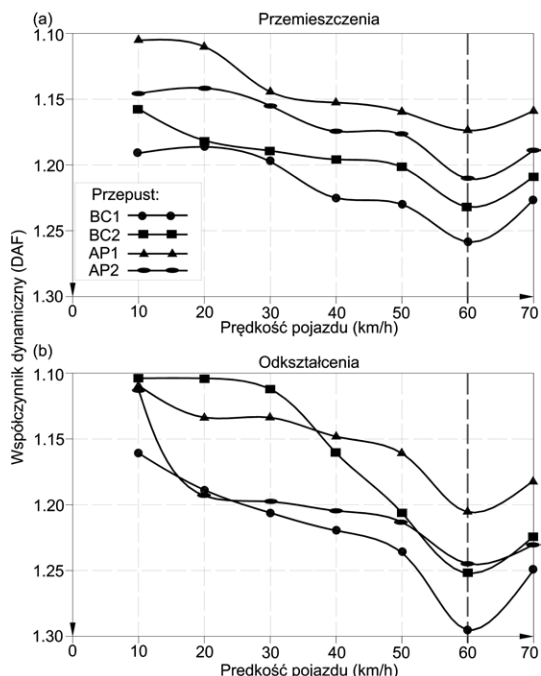 (a) Przemieszczenia
1.10
1.15
1.20
1.25
1.30
Przepust:
BC1
BC2
AP1
AP2
0 10 20 30 40 50 60 70
Prędkość pojazdu (km/h)
Współczynnik dynamiczny (DAF)
(b) Odkształcenia
1.10
1.15
1.20
1.25
1.30
0 10 20 30 40 50 60 70
Prędkość pojazdu (km/h)